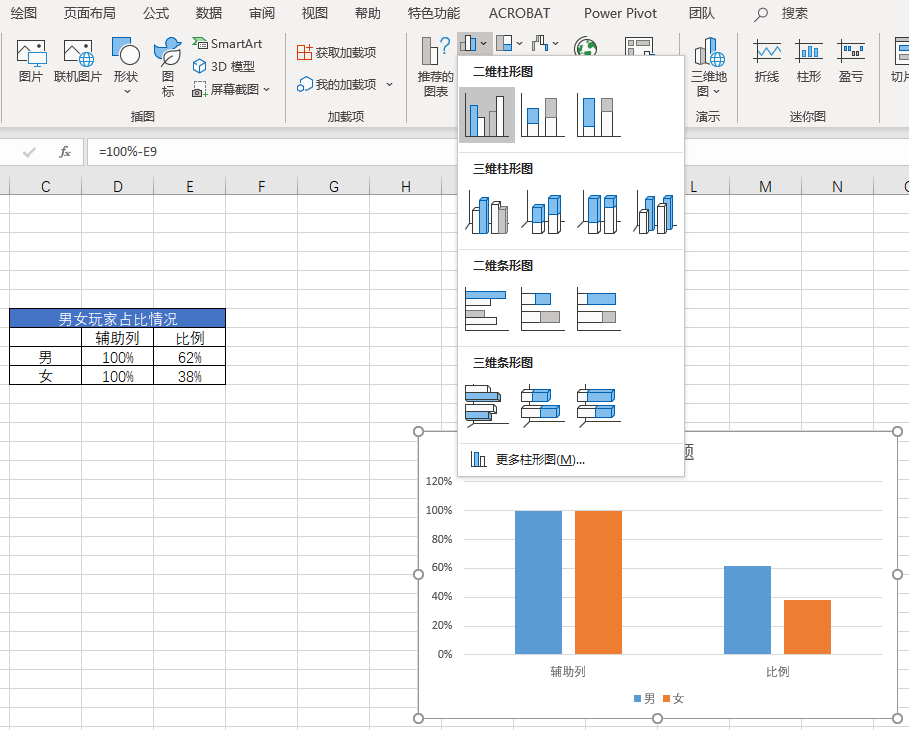 绘图 页面布局 公式 数据 审阅 视图 帮助 特色功能 ACROBAT Power Pivot 团队 搜索
图片
联机图片
形状
图标
SmartArt
3D 模型
屏幕截图
插图
获取加载项
我的加载项
加载项
推荐的
图表
三维地
图
演示
折线
柱形
盈亏
迷你图
切片
fx =100%-E9
C D E F G H L M N
二维柱形图
三维柱形图
二维条形图
三维条形图
更多柱形图(M)...
男女玩家占比情况
辅助列 比例
男 100% 62%
女 100% 38%
题
120%
100%
80%
60%
40%
20%
0%
辅助列 比例
男 女